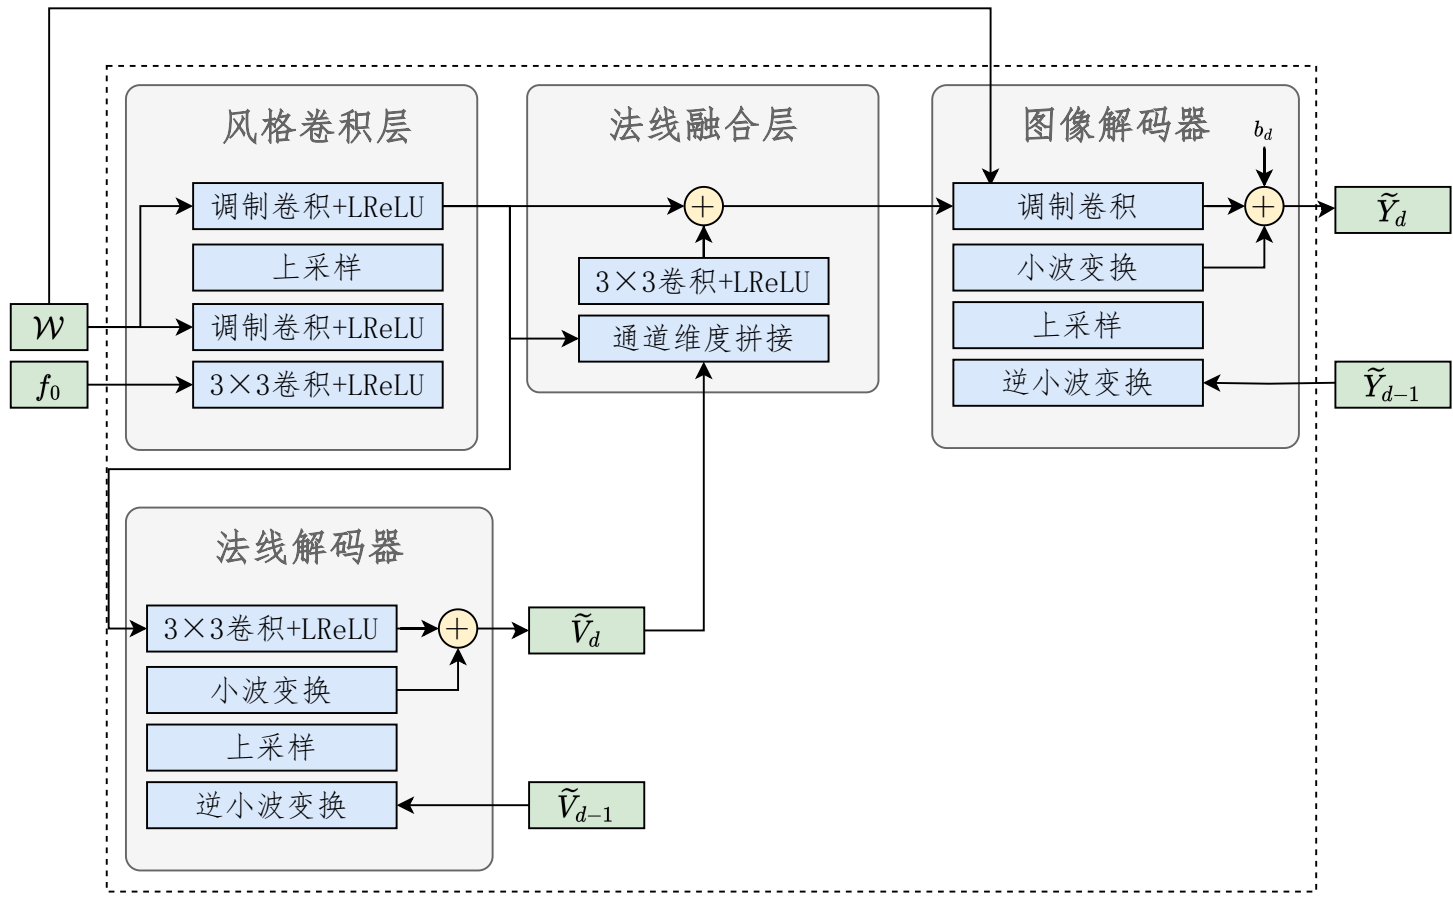 风格卷积层
调制卷积+LReLU
上采样
调制卷积+LReLU
3×3卷积+LReLU
𝒲
f₀
法线融合层
+
3×3卷积+LReLU
通道维度拼接
图像解码器
b_d
调制卷积
+
小波变换
上采样
逆小波变换
Ỹ_d
Ỹ_{d−1}
法线解码器
3×3卷积+LReLU
+
小波变换
上采样
逆小波变换
Ṽ_d
Ṽ_{d−1}